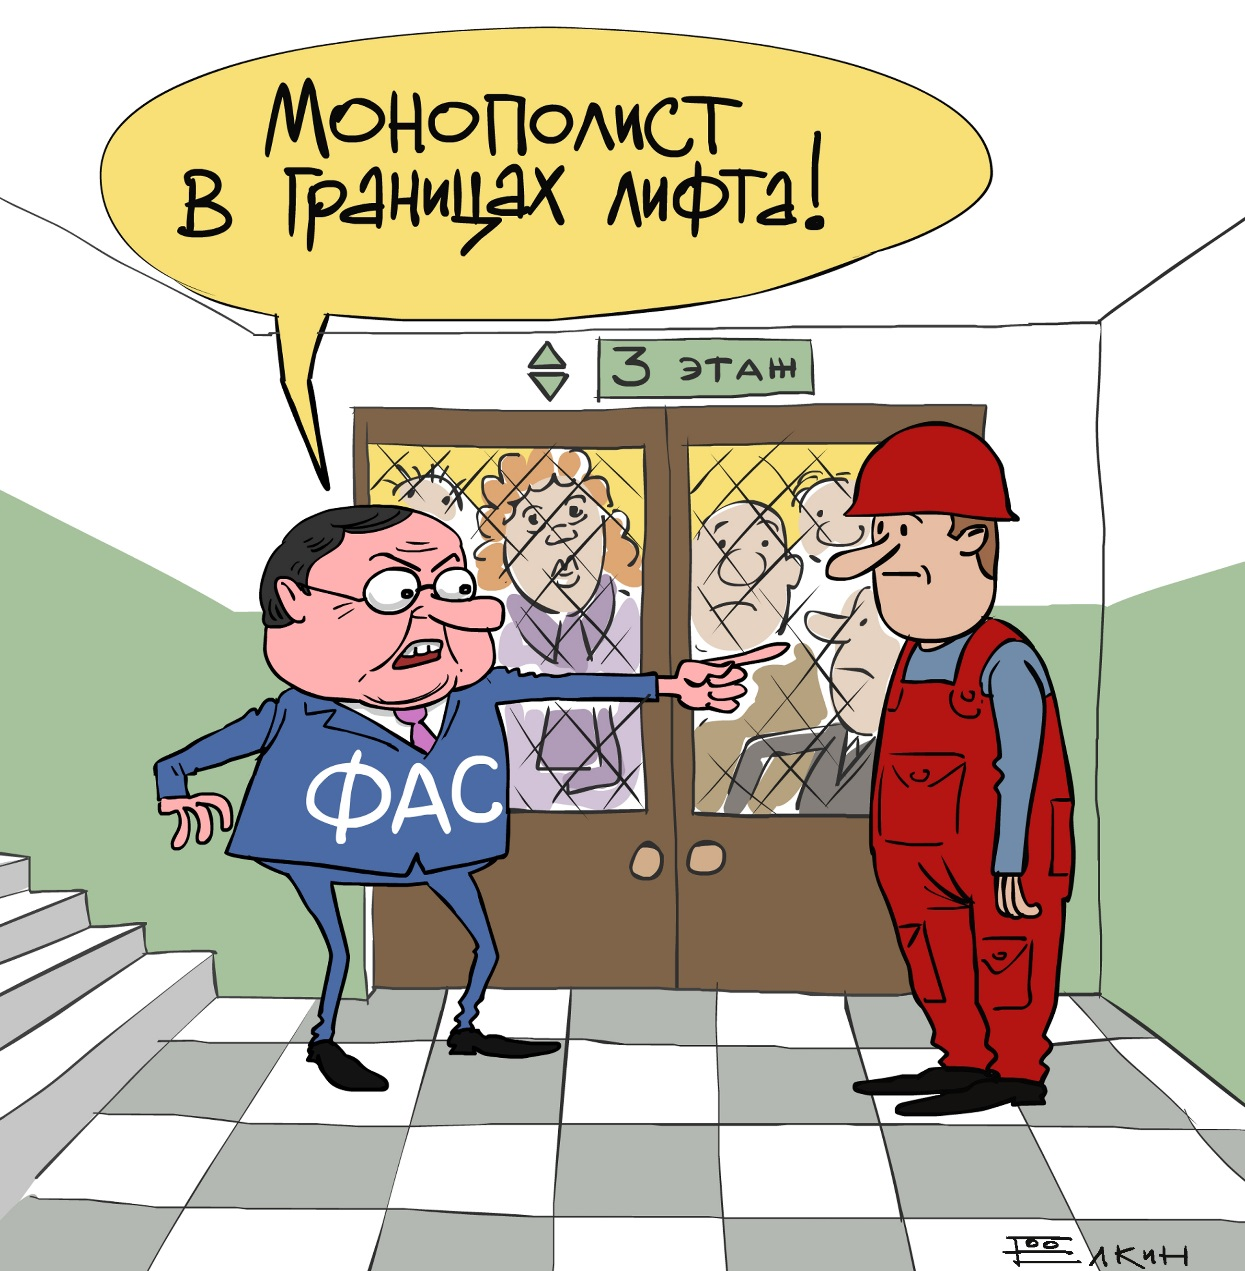 Монополист
в границах лифта!
3 этаж
ФАС
Ёлкин